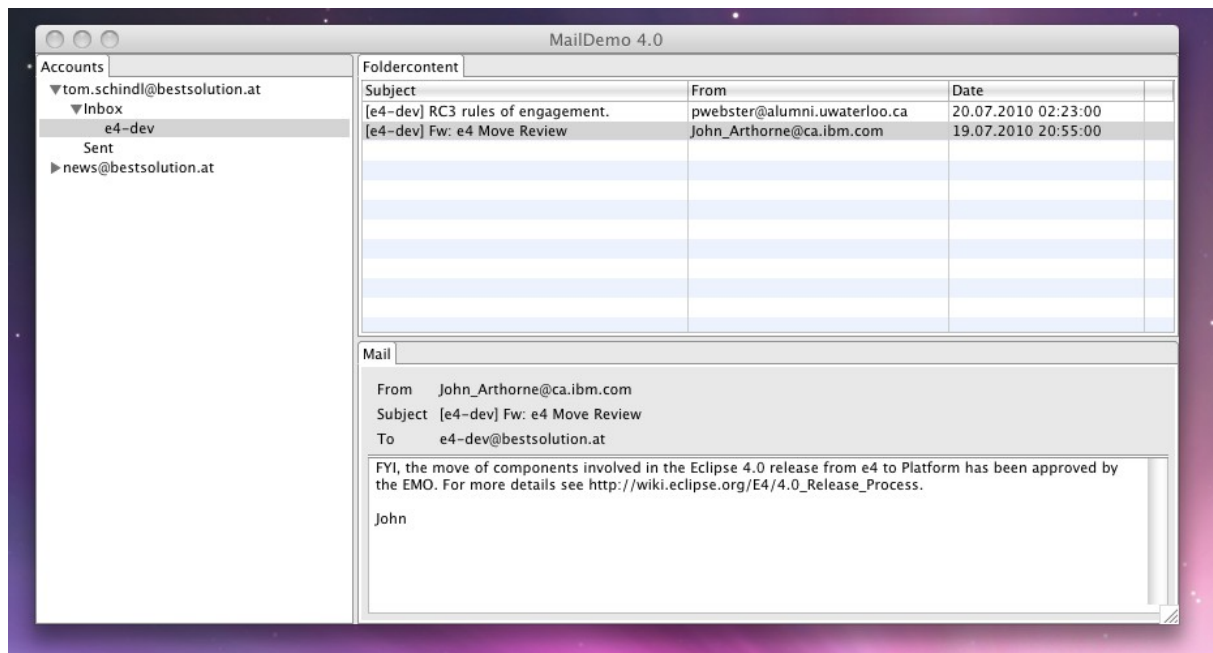 MailDemo 4.0
Accounts
tom.schindl@bestsolution.at
Inbox
e4-dev
Sent
news@bestsolution.at
Foldercontent
Subject From Date
[e4-dev] RC3 rules of engagement. pwebster@alumni.uwaterloo.ca 20.07.2010 02:23:00
[e4-dev] Fw: e4 Move Review John_Arthorne@ca.ibm.com 19.07.2010 20:55:00
Mail
From John_Arthorne@ca.ibm.com
Subject [e4-dev] Fw: e4 Move Review
To e4-dev@bestsolution.at
FYI, the move of components involved in the Eclipse 4.0 release from e4 to Platform has been approved by
the EMO. For more details see http://wiki.eclipse.org/E4/4.0_Release_Process.
John